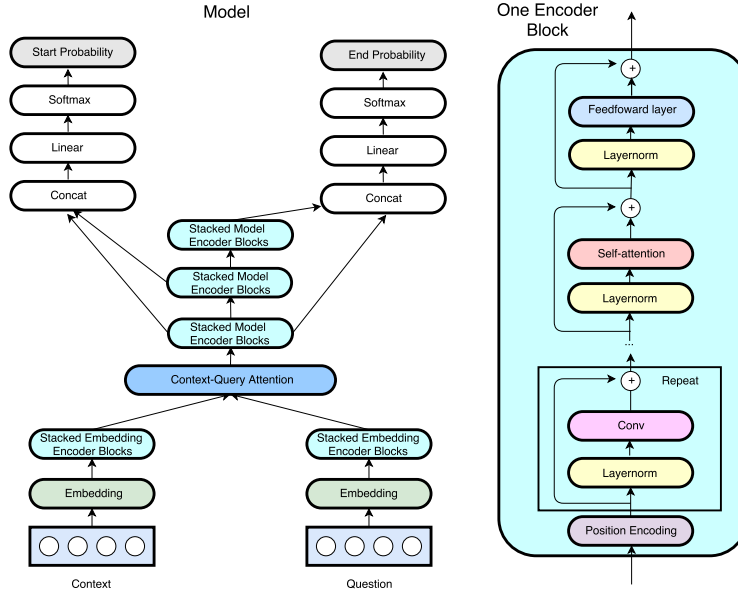 Model
Start Probability
Softmax
Linear
Concat
End Probability
Softmax
Linear
Concat
Stacked Model
Encoder Blocks
Stacked Model
Encoder Blocks
Stacked Model
Encoder Blocks
Context-Query Attention
Stacked Embedding
Encoder Blocks
Embedding
Context
Stacked Embedding
Encoder Blocks
Embedding
Question
One Encoder
Block
+
Feedfoward layer
Layernorm
+
Self-attention
Layernorm
...
+
Repeat
Conv
Layernorm
Position Encoding